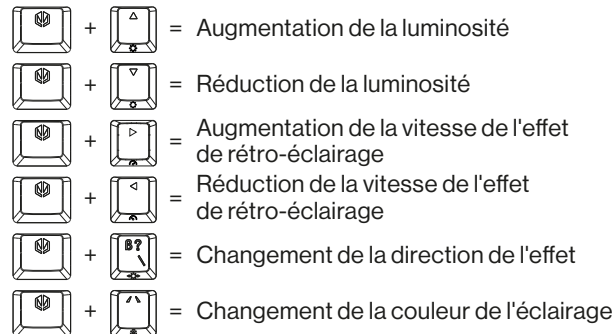 + △ = Augmentation de la luminosité
+ ▽ = Réduction de la luminosité
+ ▷ = Augmentation de la vitesse de l'effet
de rétro-éclairage
+ ◁ = Réduction de la vitesse de l'effet
de rétro-éclairage
+ ß? \ = Changement de la direction de l'effet
+ = Changement de la couleur de l'éclairage